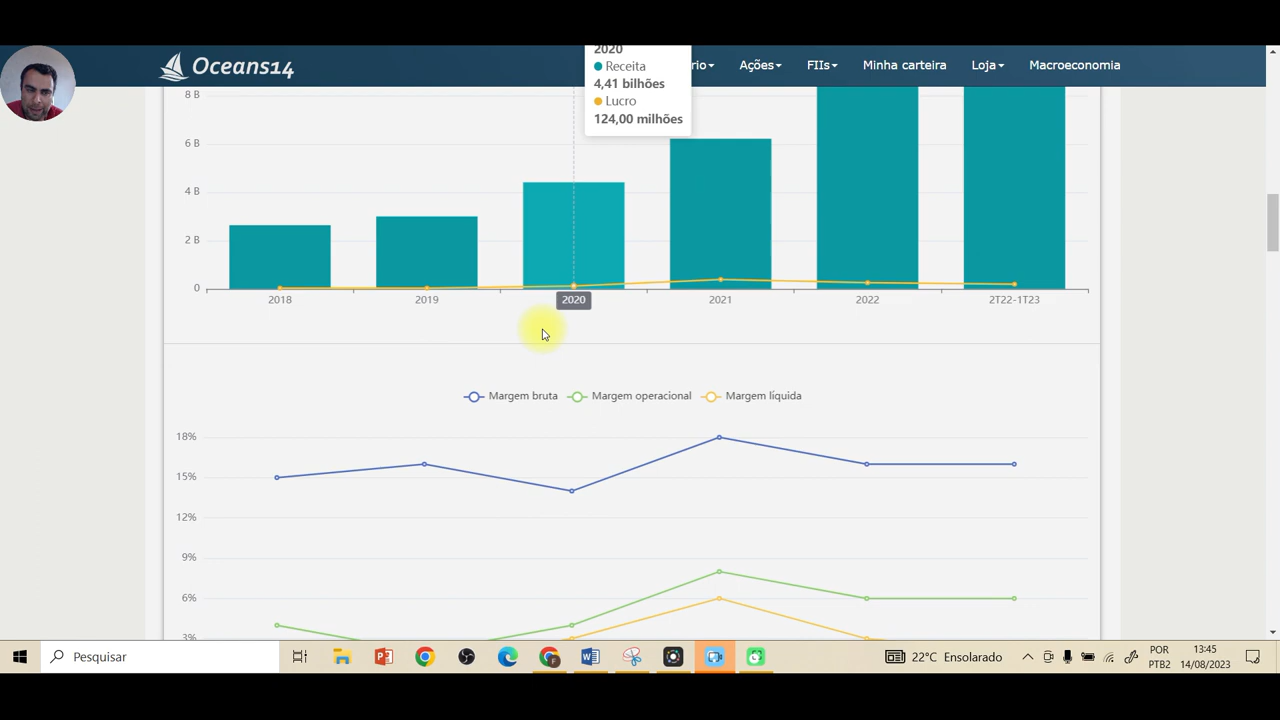 Oceans14
rio
Ações
FIIs
Minha carteira
Loja
Macroeconomia
2020
Receita
4,41 bilhões
Lucro
124,00 milhões
8 B
6 B
4 B
2 B
0
2018
2019
2020
2021
2022
2T22-1T23
Margem bruta
Margem operacional
Margem líquida
18%
15%
12%
9%
6%
3%
Pesquisar
22°C Ensolarado
POR
PTB2
13:45
14/08/2023